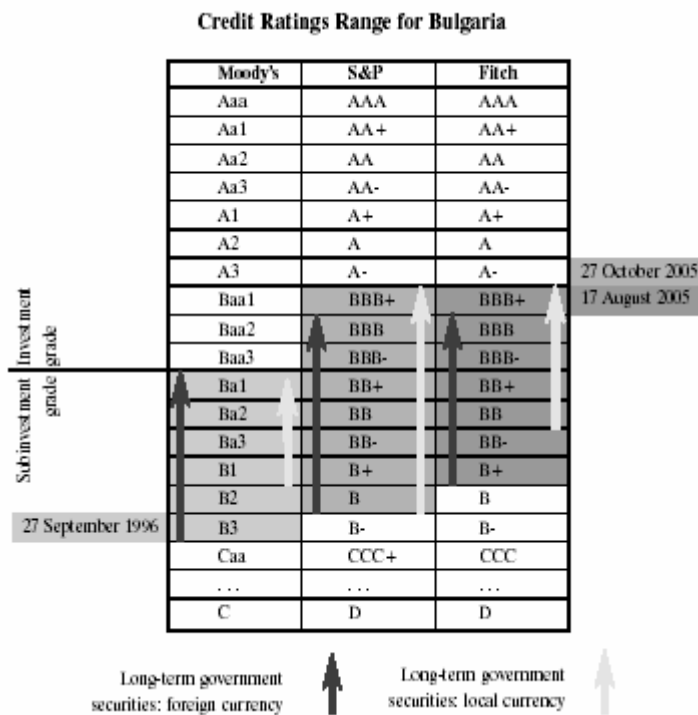 Credit Ratings Range for Bulgaria
Moody's S&P Fitch
Aaa AAA AAA
Aa1 AA+ AA+
Aa2 AA AA
Aa3 AA- AA-
A1 A+ A+
A2 A A
A3 A- A- 27 October 2005
Baa1 BBB+ BBB+ 17 August 2005
Baa2 BBB BBB
Baa3 BBB- BBB-
Investment
grade
Ba1 BB+ BB+
Ba2 BB BB
Ba3 BB- BB-
B1 B+ B+
B2 B B
Subinvestment
grade
27 September 1996 B3 B- B-
Caa CCC+ CCC
... ... ...
C D D
Long-term government
securities: foreign currency
Long-term government
securities: local currency